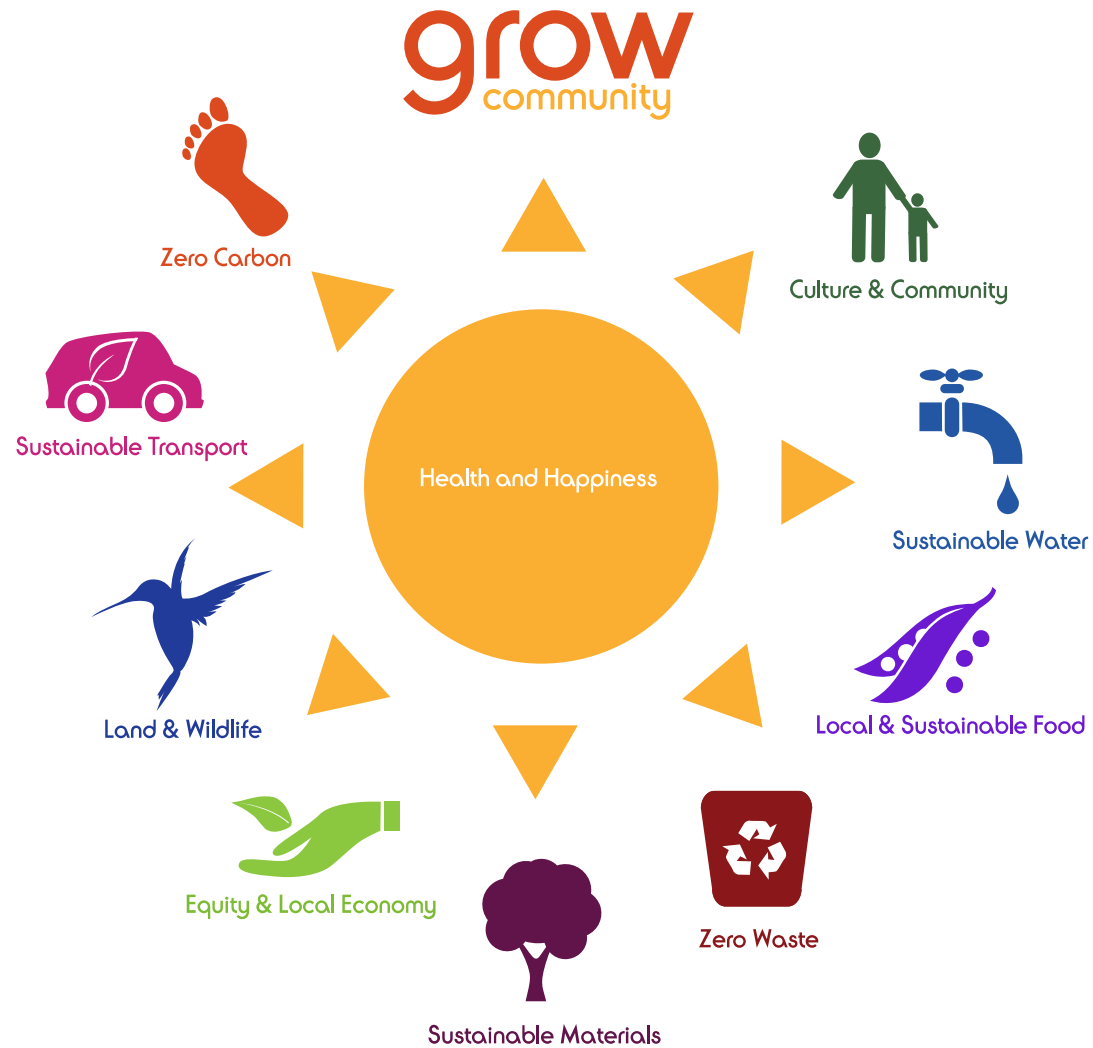 grow
community
Zero Carbon
Culture & Community
Sustainable Transport
Health and Happiness
Sustainable Water
Land & Wildlife
Local & Sustainable Food
Equity & Local Economy
Zero Waste
Sustainable Materials